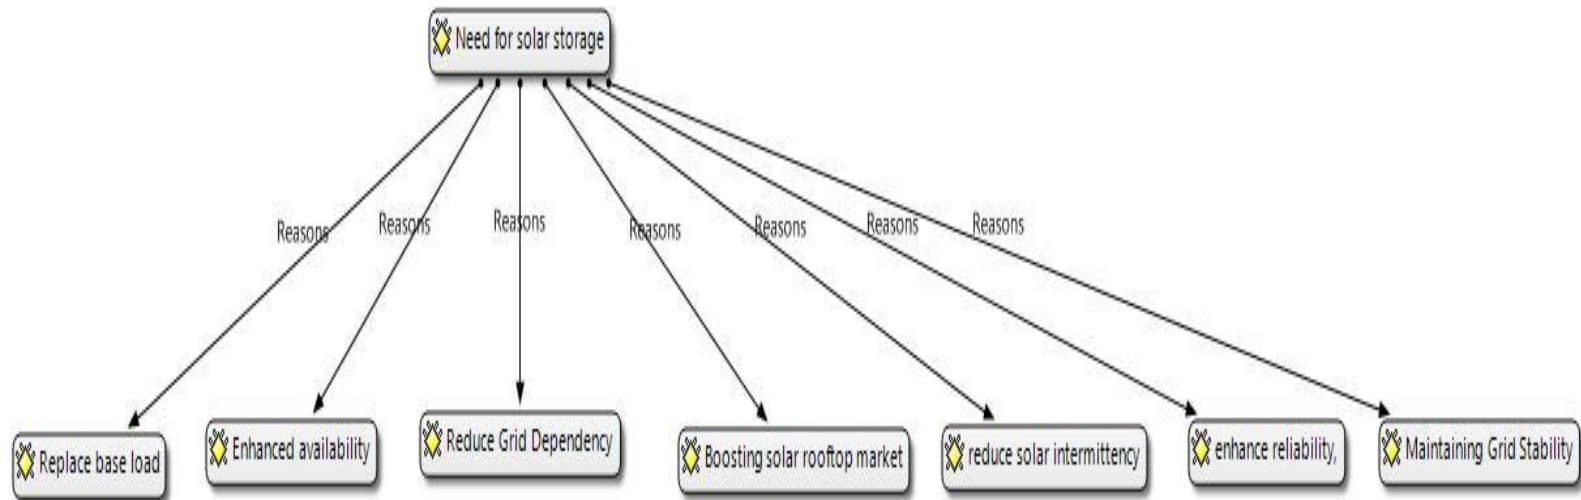 Need for solar storage
Reasons
Reasons
Reasons
Reasons
Reasons
Reasons
Reasons
Replace base load
Enhanced availability
Reduce Grid Dependency
Boosting solar rooftop market
reduce solar intermittency
enhance reliability,
Maintaining Grid Stability